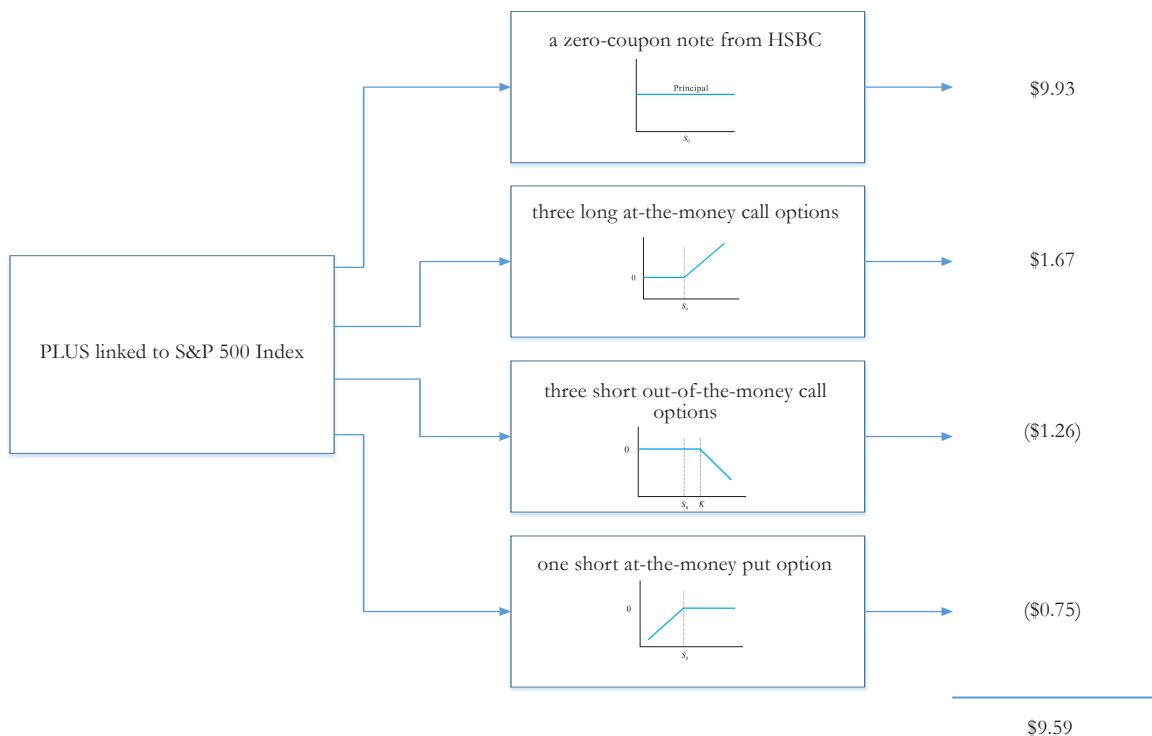 a zero-coupon note from HSBC
Principal
S₀
$9.93
three long at-the-money call options
0
S₀
$1.67
PLUS linked to S&P 500 Index
three short out-of-the-money call
options
0
S₀ K
($1.26)
one short at-the-money put option
0
S₀
($0.75)
$9.59